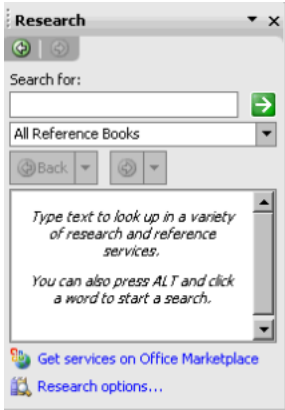 Research
Search for:
All Reference Books
Back
Type text to look up in a variety
of research and reference
services.
You can also press ALT and click
a word to start a search.
Get services on Office Marketplace
Research options...